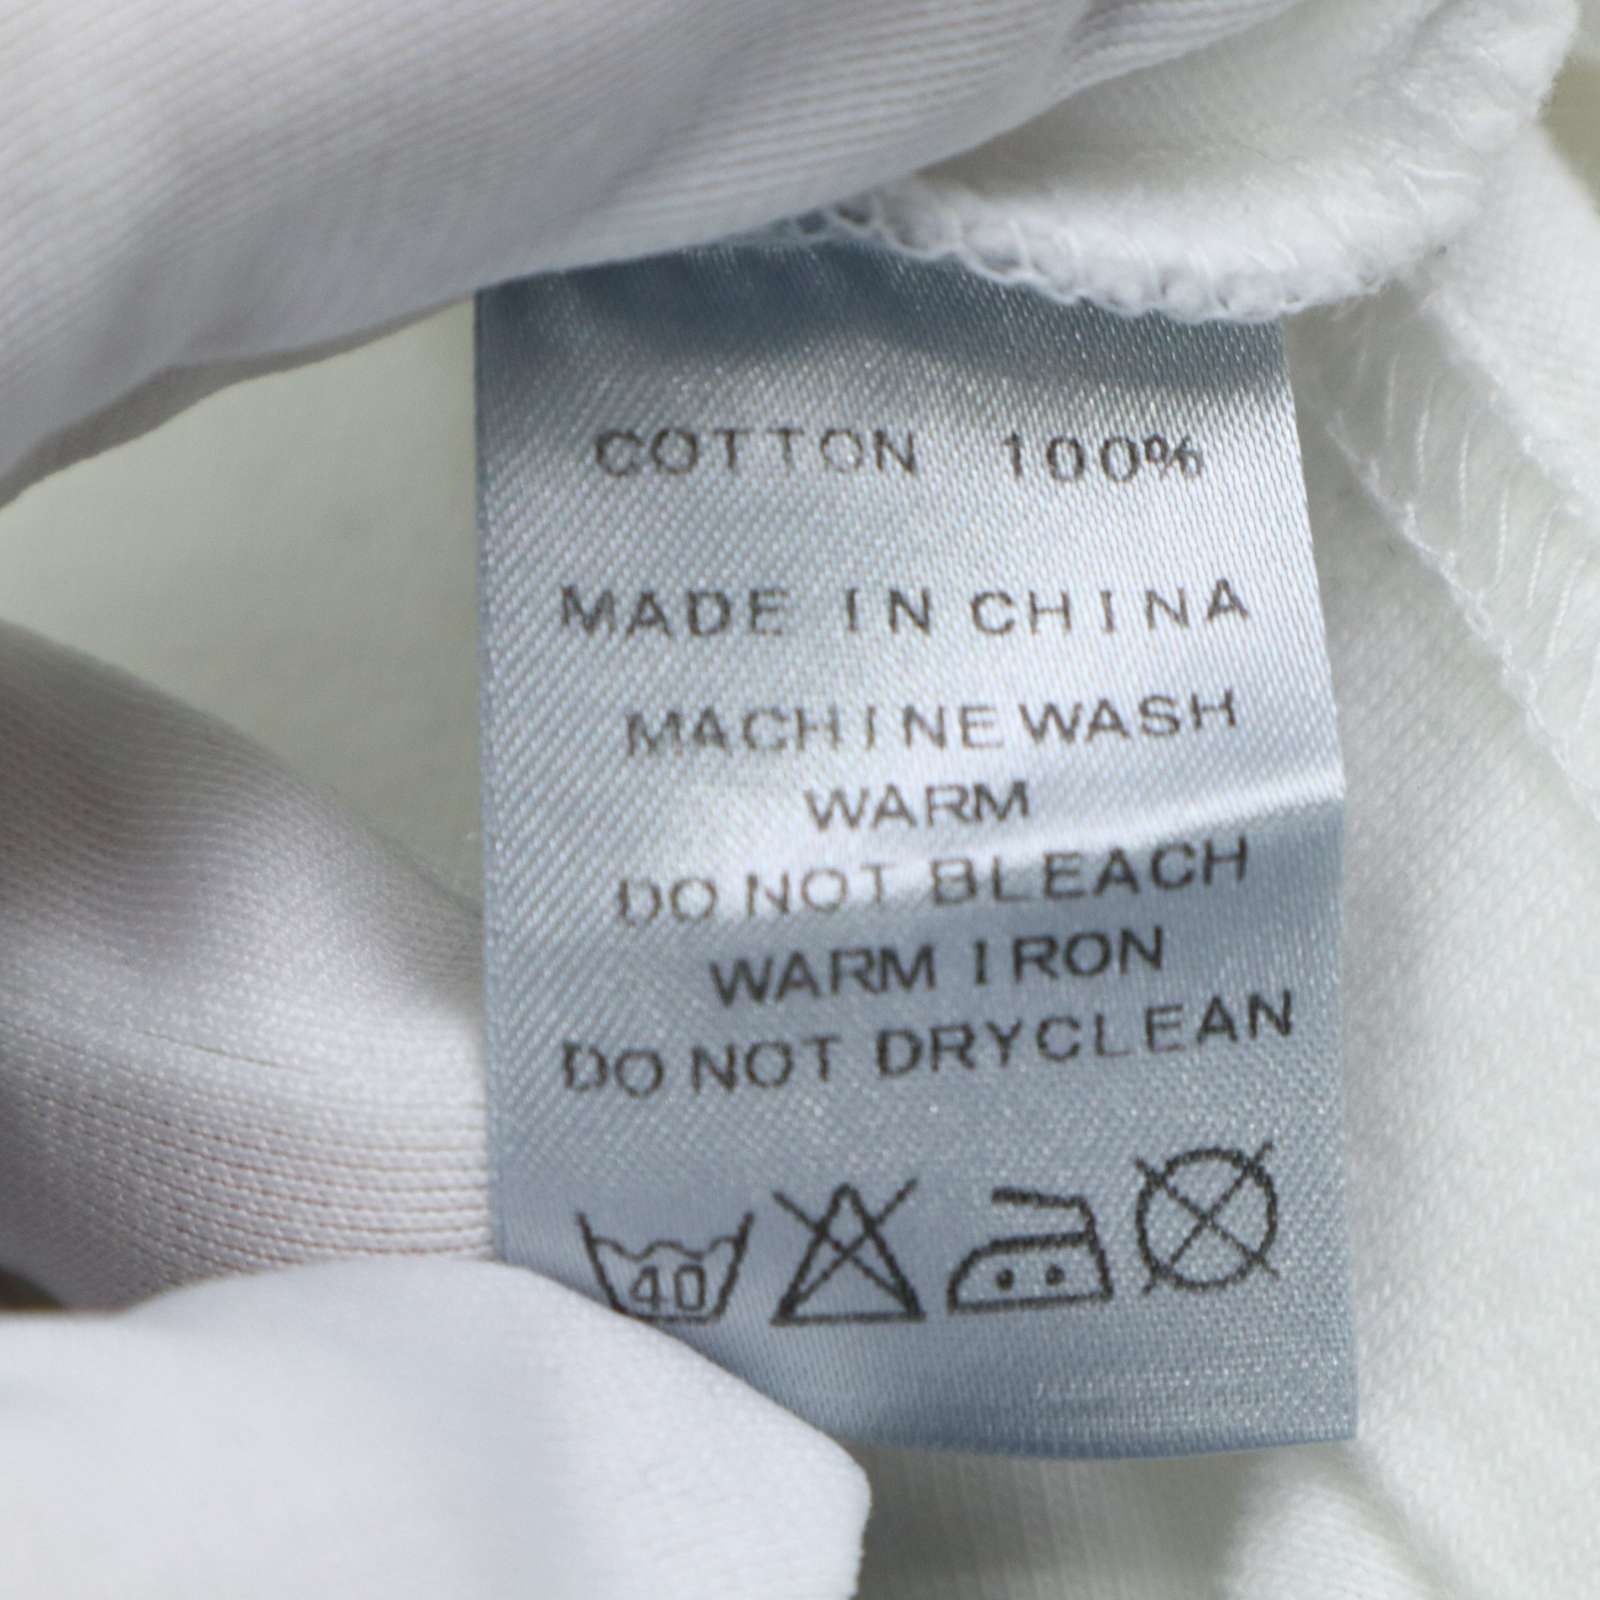 COTTON 100%
MADE IN CHINA
MACHINE WASH
WARM
DO NOT BLEACH
WARM IRON
DO NOT DRYCLEAN
40